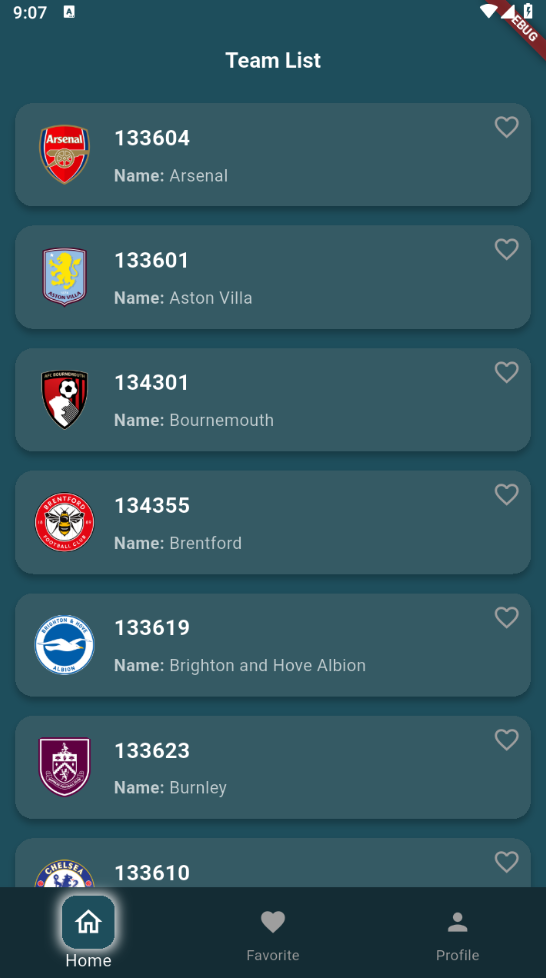 9:07
A
DEBUG
Team List
Arsenal
133604
Name: Arsenal
133601
Name: Aston Villa
ASTON VILLA
134301
Name: Bournemouth
AFC BOURNEMOUTH
134355
Name: Brentford
BRENTFORD
FOOTBALL CLUB
133619
Name: Brighton and Hove Albion
BRIGHTON & HOVE
ALBION
133623
Name: Burnley
CHELSEA
133610
Home
Favorite
Profile